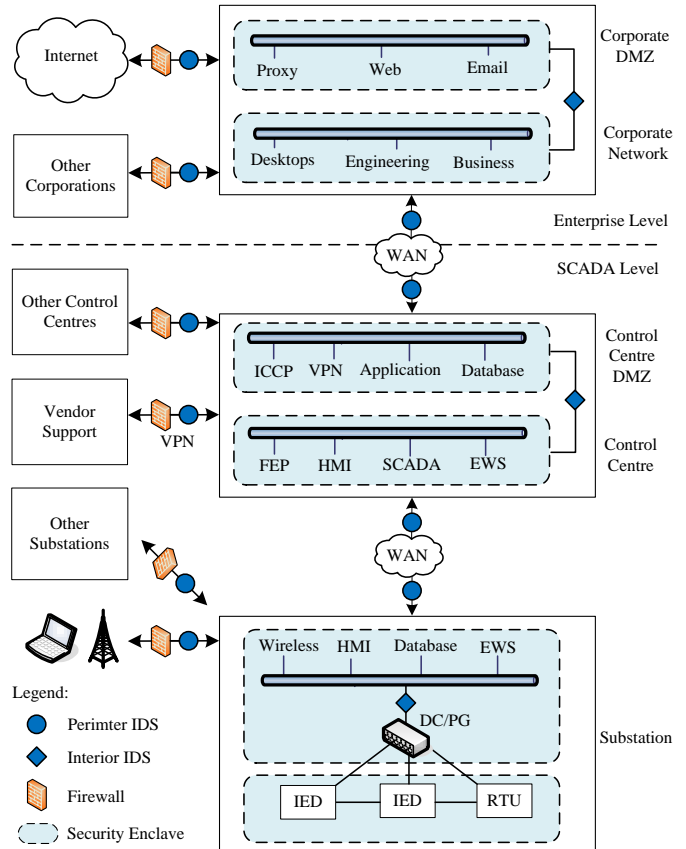 Internet
Proxy
Web
Email
Corporate
DMZ
Other
Corporations
Desktops
Engineering
Business
Corporate
Network
Enterprise Level
WAN
SCADA Level
Other Control
Centres
ICCP
VPN
Application
Database
Control
Centre
DMZ
Vendor
Support
VPN
FEP
HMI
SCADA
EWS
Control
Centre
Other
Substations
WAN
Wireless
HMI
Database
EWS
DC/PG
Substation
IED
IED
RTU
Legend:
Perimter IDS
Interior IDS
Firewall
Security Enclave